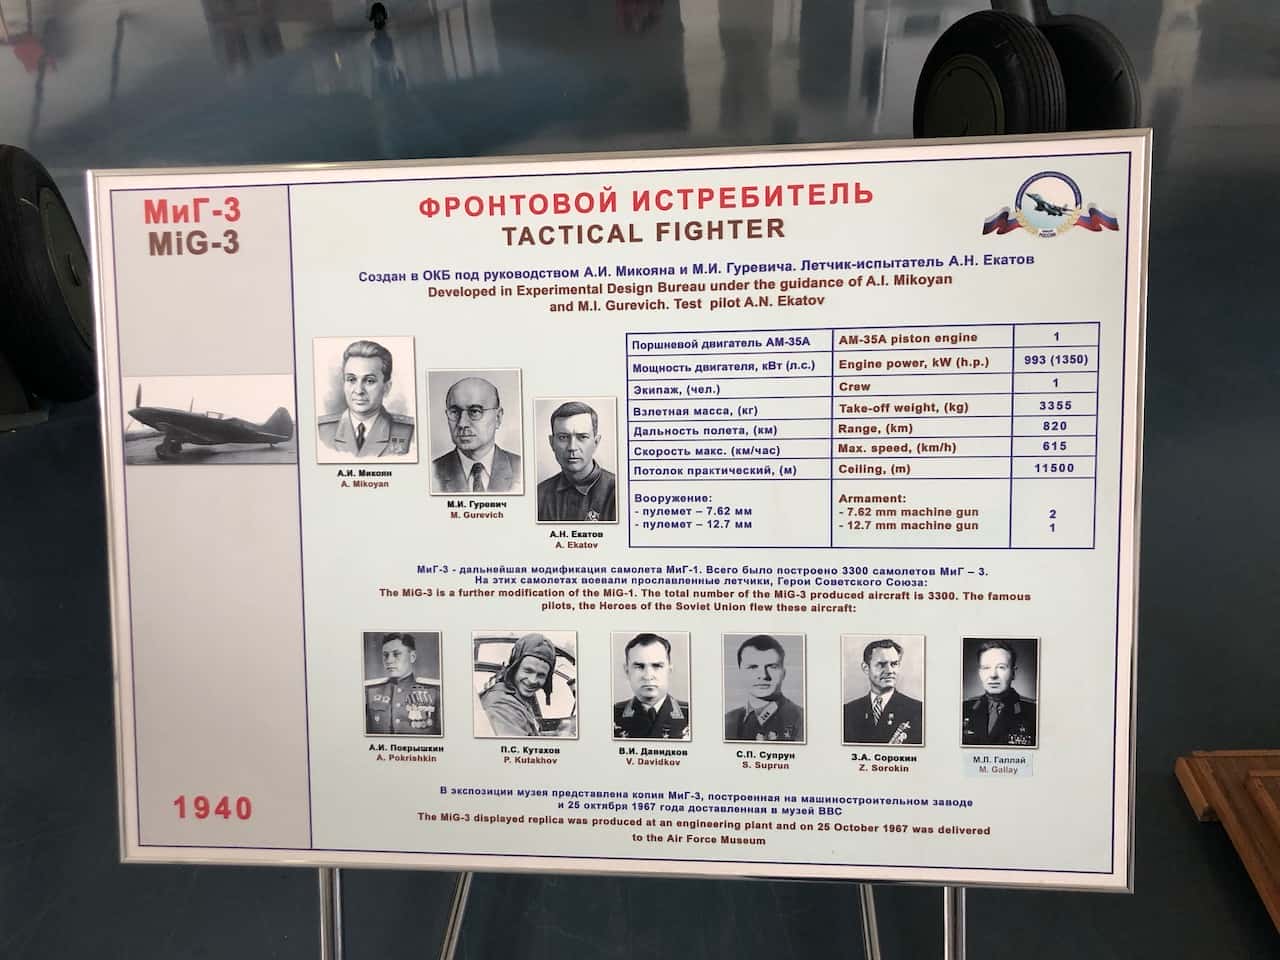 МиГ-3
MiG-3
1940
ФРОНТОВОЙ ИСТРЕБИТЕЛЬ
TACTICAL FIGHTER
Создан в ОКБ под руководством А.И. Микояна и М.И. Гуревича. Летчик-испытатель А.Н. Екатов
Developed in Experimental Design Bureau under the guidance of A.I. Mikoyan
and M.I. Gurevich. Test pilot A.N. Ekatov
А.И. Микоян
A. Mikoyan
М.И. Гуревич
M. Gurevich
А.Н. Екатов
A. Ekatov
Поршневой двигатель АМ-35А AM-35A piston engine 1
Мощность двигателя, кВт (л.с.) Engine power, kW (h.p.) 993 (1350)
Экипаж, (чел.) Crew 1
Взлетная масса, (кг) Take-off weight, (kg) 3355
Дальность полета, (км) Range, (km) 820
Скорость макс. (км/час) Max. speed, (km/h) 615
Потолок практический, (м) Ceiling, (m) 11500
Вооружение: Armament:
- пулемет – 7.62 мм - 7.62 mm machine gun 2
- пулемет – 12.7 мм - 12.7 mm machine gun 1
МиГ-3 - дальнейшая модификация самолета МиГ-1. Всего было построено 3300 самолетов МиГ – 3.
На этих самолетах воевали прославленные летчики, Герои Советского Союза:
The MiG-3 is a further modification of the MiG-1. The total number of the MiG-3 produced aircraft is 3300. The famous
pilots, the Heroes of the Soviet Union flew these aircraft:
А.И. Покрышкин
A. Pokrishkin
П.С. Кутахов
P. Kutakhov
В.И. Давидков
V. Davidkov
С.П. Супрун
S. Suprun
З.А. Сорокин
Z. Sorokin
М.Л. Галлай
M. Gallay
В экспозиции музея представлена копия МиГ-3, построенная на машиностроительном заводе
и 25 октября 1967 года доставленная в музей ВВС
The MiG-3 displayed replica was produced at an engineering plant and on 25 October 1967 was delivered
to the Air Force Museum